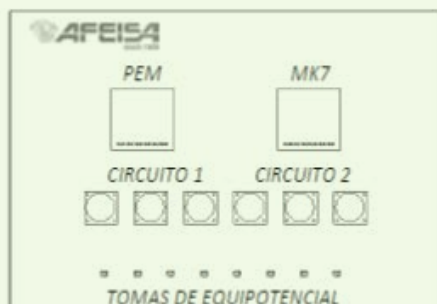 AFEISA
PEM MK7
CIRCUITO 1 CIRCUITO 2
TOMAS DE EQUIPOTENCIAL